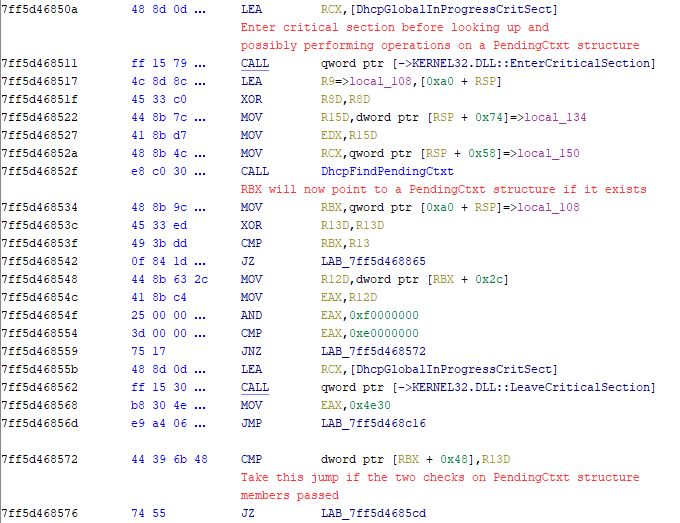 7ff5d46850a 48 8d 0d ... LEA RCX,[DhcpGlobalInProgressCritSect]
Enter critical section before looking up and
possibly performing operations on a PendingCtxt structure
7ff5d468511 ff 15 79 ... CALL qword ptr [->KERNEL32.DLL::EnterCriticalSection]
7ff5d468517 4c 8d 8c ... LEA R9=>local_108,[0xa0 + RSP]
7ff5d46851f 45 33 c0 XOR R8D,R8D
7ff5d468522 44 8b 7c ... MOV R15D,dword ptr [RSP + 0x74]=>local_134
7ff5d468527 41 8b d7 MOV EDX,R15D
7ff5d46852a 48 8b 4c ... MOV RCX,qword ptr [RSP + 0x58]=>local_150
7ff5d46852f e8 c0 30 ... CALL DhcpFindPendingCtxt
RBX will now point to a PendingCtxt structure if it exists
7ff5d468534 48 8b 9c ... MOV RBX,qword ptr [0xa0 + RSP]=>local_108
7ff5d46853c 45 33 ed XOR R13D,R13D
7ff5d46853f 49 3b dd CMP RBX,R13
7ff5d468542 0f 84 1d ... JZ LAB_7ff5d468865
7ff5d468548 44 8b 63 2c MOV R12D,dword ptr [RBX + 0x2c]
7ff5d46854c 41 8b c4 MOV EAX,R12D
7ff5d46854f 25 00 00 ... AND EAX,0xf0000000
7ff5d468554 3d 00 00 ... CMP EAX,0xe0000000
7ff5d468559 75 17 JNZ LAB_7ff5d468572
7ff5d46855b 48 8d 0d ... LEA RCX,[DhcpGlobalInProgressCritSect]
7ff5d468562 ff 15 30 ... CALL qword ptr [->KERNEL32.DLL::LeaveCriticalSection]
7ff5d468568 b8 30 4e ... MOV EAX,0x4e30
7ff5d46856d e9 a4 06 ... JMP LAB_7ff5d468c16
7ff5d468572 44 39 6b 48 CMP dword ptr [RBX + 0x48],R13D
Take this jump if the two checks on PendingCtxt structure
members passed
7ff5d468576 74 55 JZ LAB_7ff5d4685cd